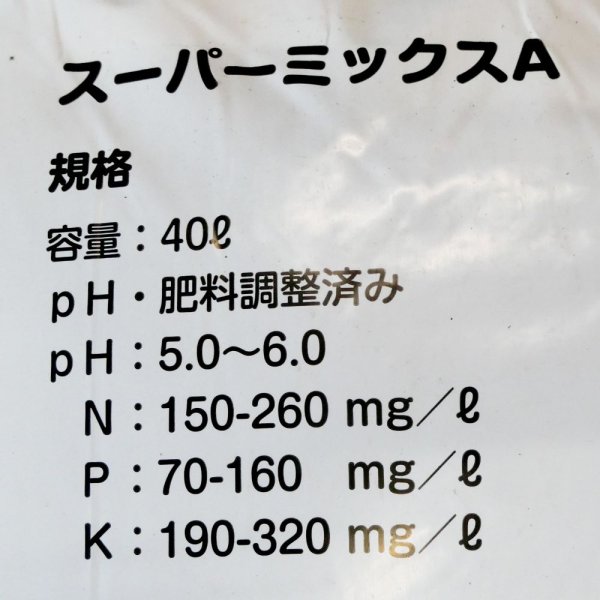 スーパーミックスA
規格
容量：40ℓ
pH・肥料調整済み
pH：5.0～6.0
N：150-260 mg／ℓ
P：70-160 mg／ℓ
K：190-320 mg／ℓ